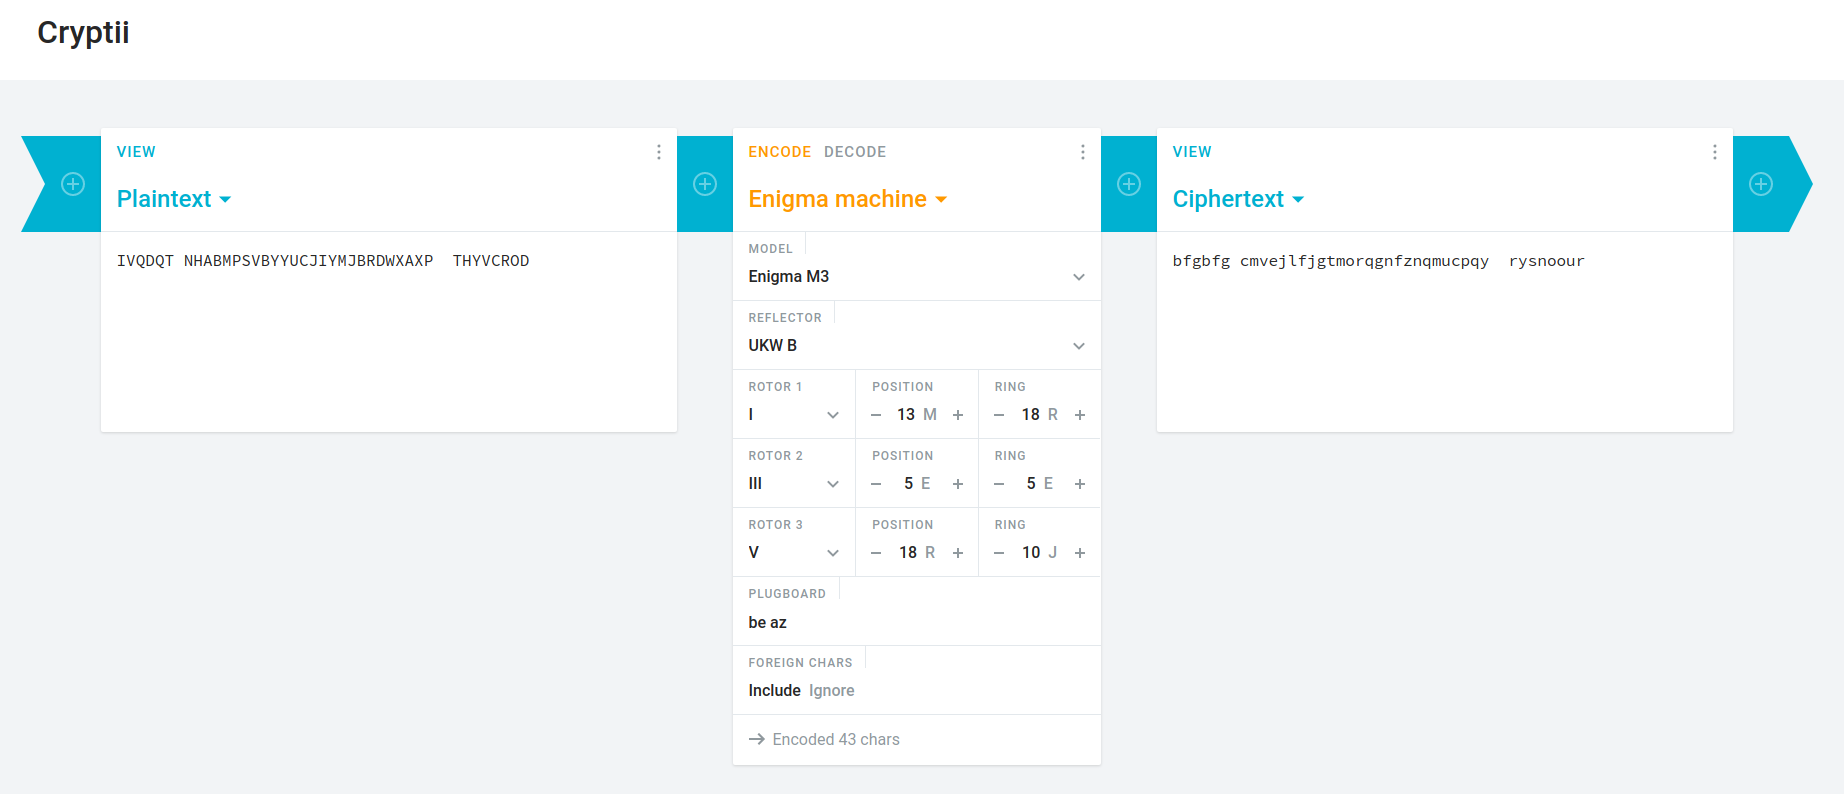 Cryptii
VIEW
Plaintext
IVQDQT NHABMPSVBYYUCJIYMJBRDWXAXP  THYVCROD
ENCODE DECODE
Enigma machine
MODEL
Enigma M3
REFLECTOR
UKW B
ROTOR 1 POSITION RING
I 13 M 18 R
ROTOR 2 POSITION RING
III 5 E 5 E
ROTOR 3 POSITION RING
V 18 R 10 J
PLUGBOARD
be az
FOREIGN CHARS
Include Ignore
→ Encoded 43 chars
VIEW
Ciphertext
bfgbfg cmvejlfjgtmorqgnfznqmucpqy  rysnoour